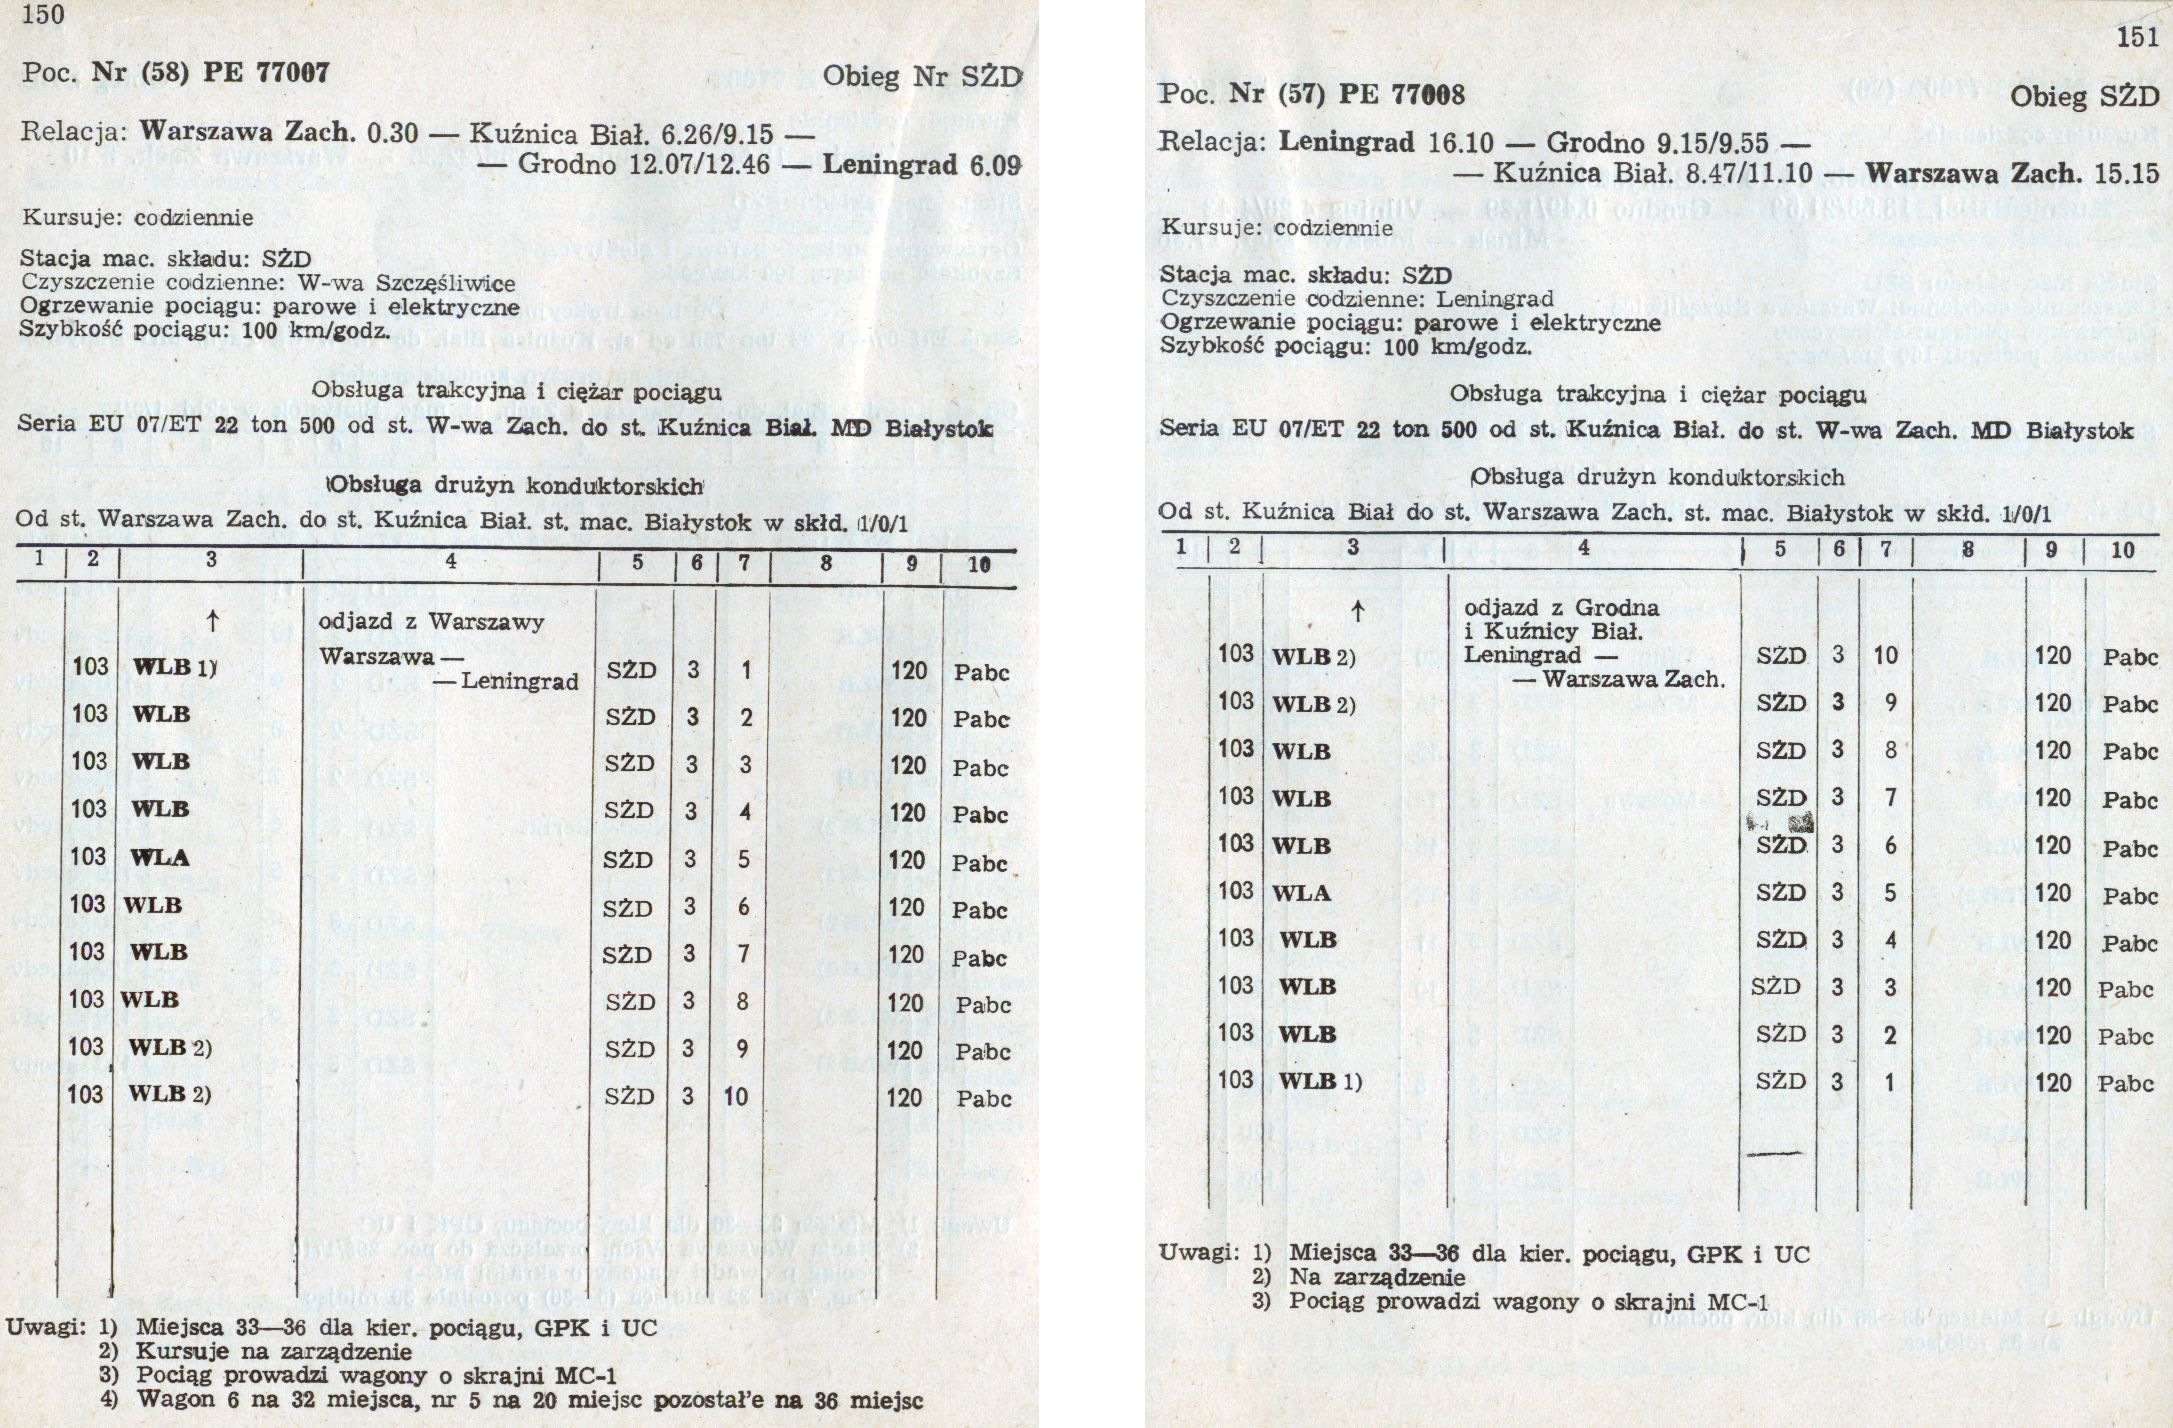 150
Poc. Nr (58) PE 77007 Obieg Nr SŻD
Relacja: Warszawa Zach. 0.30 — Kuźnica Biał. 6.26/9.15 —
— Grodno 12.07/12.46 — Leningrad 6.09
Kursuje: codziennie
Stacja mac. składu: SŻD
Czyszczenie codzienne: W-wa Szczęśliwice
Ogrzewanie pociągu: parowe i elektryczne
Szybkość pociągu: 100 km/godz.
Obsługa trakcyjna i ciężar pociągu
Seria EU 07/ET 22 ton 500 od st. W-wa Zach. do st. Kuźnica Biał. MD Białystok
Obsługa drużyn konduktorskich
Od st. Warszawa Zach. do st. Kuźnica Biał. st. mac. Białystok w skłd. 1/0/1
1 | 2 | 3 | 4 | 5 | 6 | 7 | 8 | 9 | 10
↑ odjazd z Warszawy
103 WLB 1) Warszawa — SŻD 3 1 120 Pabc
— Leningrad
103 WLB SŻD 3 2 120 Pabc
103 WLB SŻD 3 3 120 Pabc
103 WLB SŻD 3 4 120 Pabc
103 WLA SŻD 3 5 120 Pabc
103 WLB SŻD 3 6 120 Pabc
103 WLB SŻD 3 7 120 Pabc
103 WLB SŻD 3 8 120 Pabc
103 WLB 2) SŻD 3 9 120 Pabc
103 WLB 2) SŻD 3 10 120 Pabc
Uwagi: 1) Miejsca 33—36 dla kier. pociągu, GPK i UC
2) Kursuje na zarządzenie
3) Pociąg prowadzi wagony o skrajni MC-1
4) Wagon 6 na 32 miejsca, nr 5 na 20 miejsc pozostał'e na 36 miejsc
151
Poc. Nr (57) PE 77008 Obieg SŻD
Relacja: Leningrad 16.10 — Grodno 9.15/9.55 —
— Kuźnica Biał. 8.47/11.10 — Warszawa Zach. 15.15
Kursuje: codziennie
Stacja mac. składu: SŻD
Czyszczenie codzienne: Leningrad
Ogrzewanie pociągu: parowe i elektryczne
Szybkość pociągu: 100 km/godz.
Obsługa trakcyjna i ciężar pociągu
Seria EU 07/ET 22 ton 500 od st. Kuźnica Biał. do st. W-wa Zach. MD Białystok
Obsługa drużyn konduktorskich
Od st. Kuźnica Biał do st. Warszawa Zach. st. mac. Białystok w skłd. 1/0/1
1 | 2 | 3 | 4 | 5 | 6 | 7 | 8 | 9 | 10
↑ odjazd z Grodna
i Kuźnicy Biał.
103 WLB 2) Leningrad — SŻD 3 10 120 Pabc
— Warszawa Zach.
103 WLB 2) SŻD 3 9 120 Pabc
103 WLB SŻD 3 8 120 Pabc
103 WLB SŻD 3 7 120 Pabc
103 WLB SŻD 3 6 120 Pabc
103 WLA SŻD 3 5 120 Pabc
103 WLB SŻD 3 4 120 Pabc
103 WLB SŻD 3 3 120 Pabc
103 WLB SŻD 3 2 120 Pabc
103 WLB 1) SŻD 3 1 120 Pabc
Uwagi: 1) Miejsca 33—36 dla kier. pociągu, GPK i UC
2) Na zarządzenie
3) Pociąg prowadzi wagony o skrajni MC-1